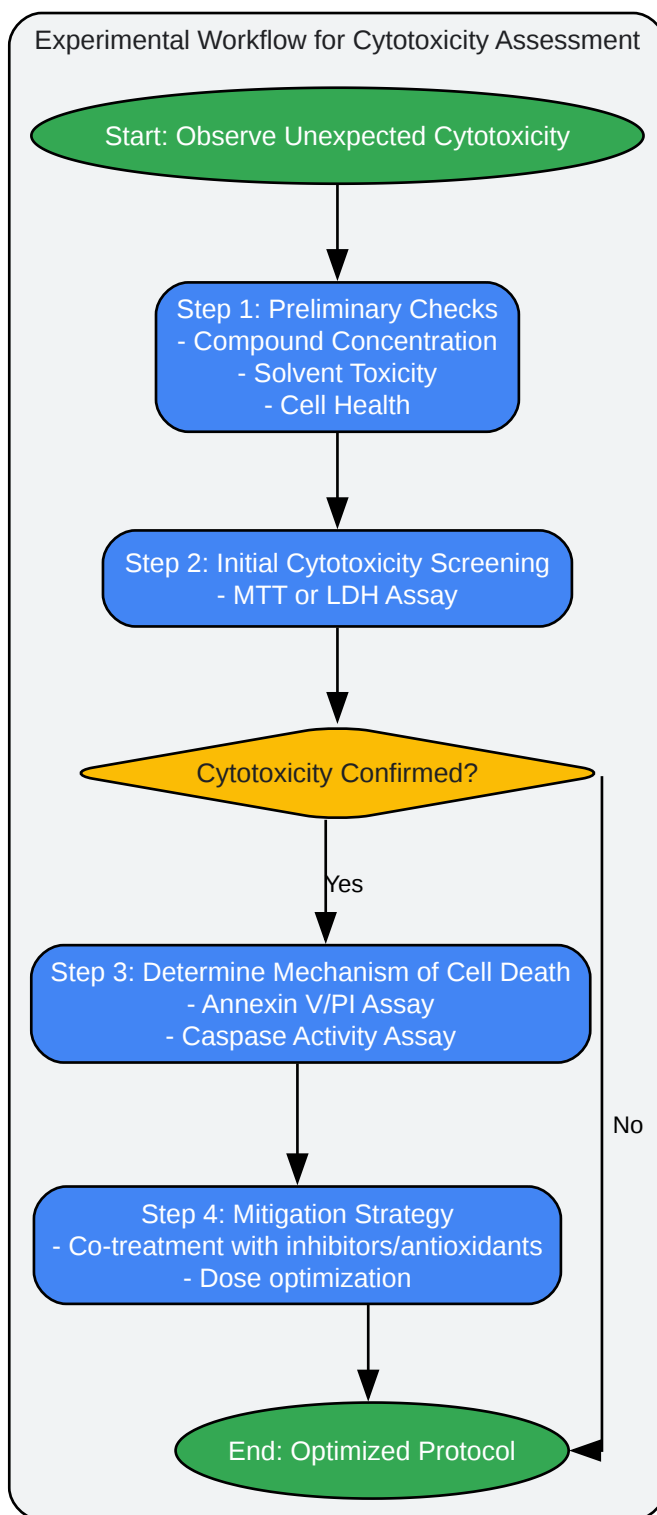 Experimental Workflow for Cytotoxicity Assessment
Start: Observe Unexpected Cytotoxicity
Step 1: Preliminary Checks
- Compound Concentration
- Solvent Toxicity
- Cell Health
Step 2: Initial Cytotoxicity Screening
- MTT or LDH Assay
Cytotoxicity Confirmed?
Yes
Step 3: Determine Mechanism of Cell Death
- Annexin V/PI Assay
- Caspase Activity Assay
No
Step 4: Mitigation Strategy
- Co-treatment with inhibitors/antioxidants
- Dose optimization
End: Optimized Protocol